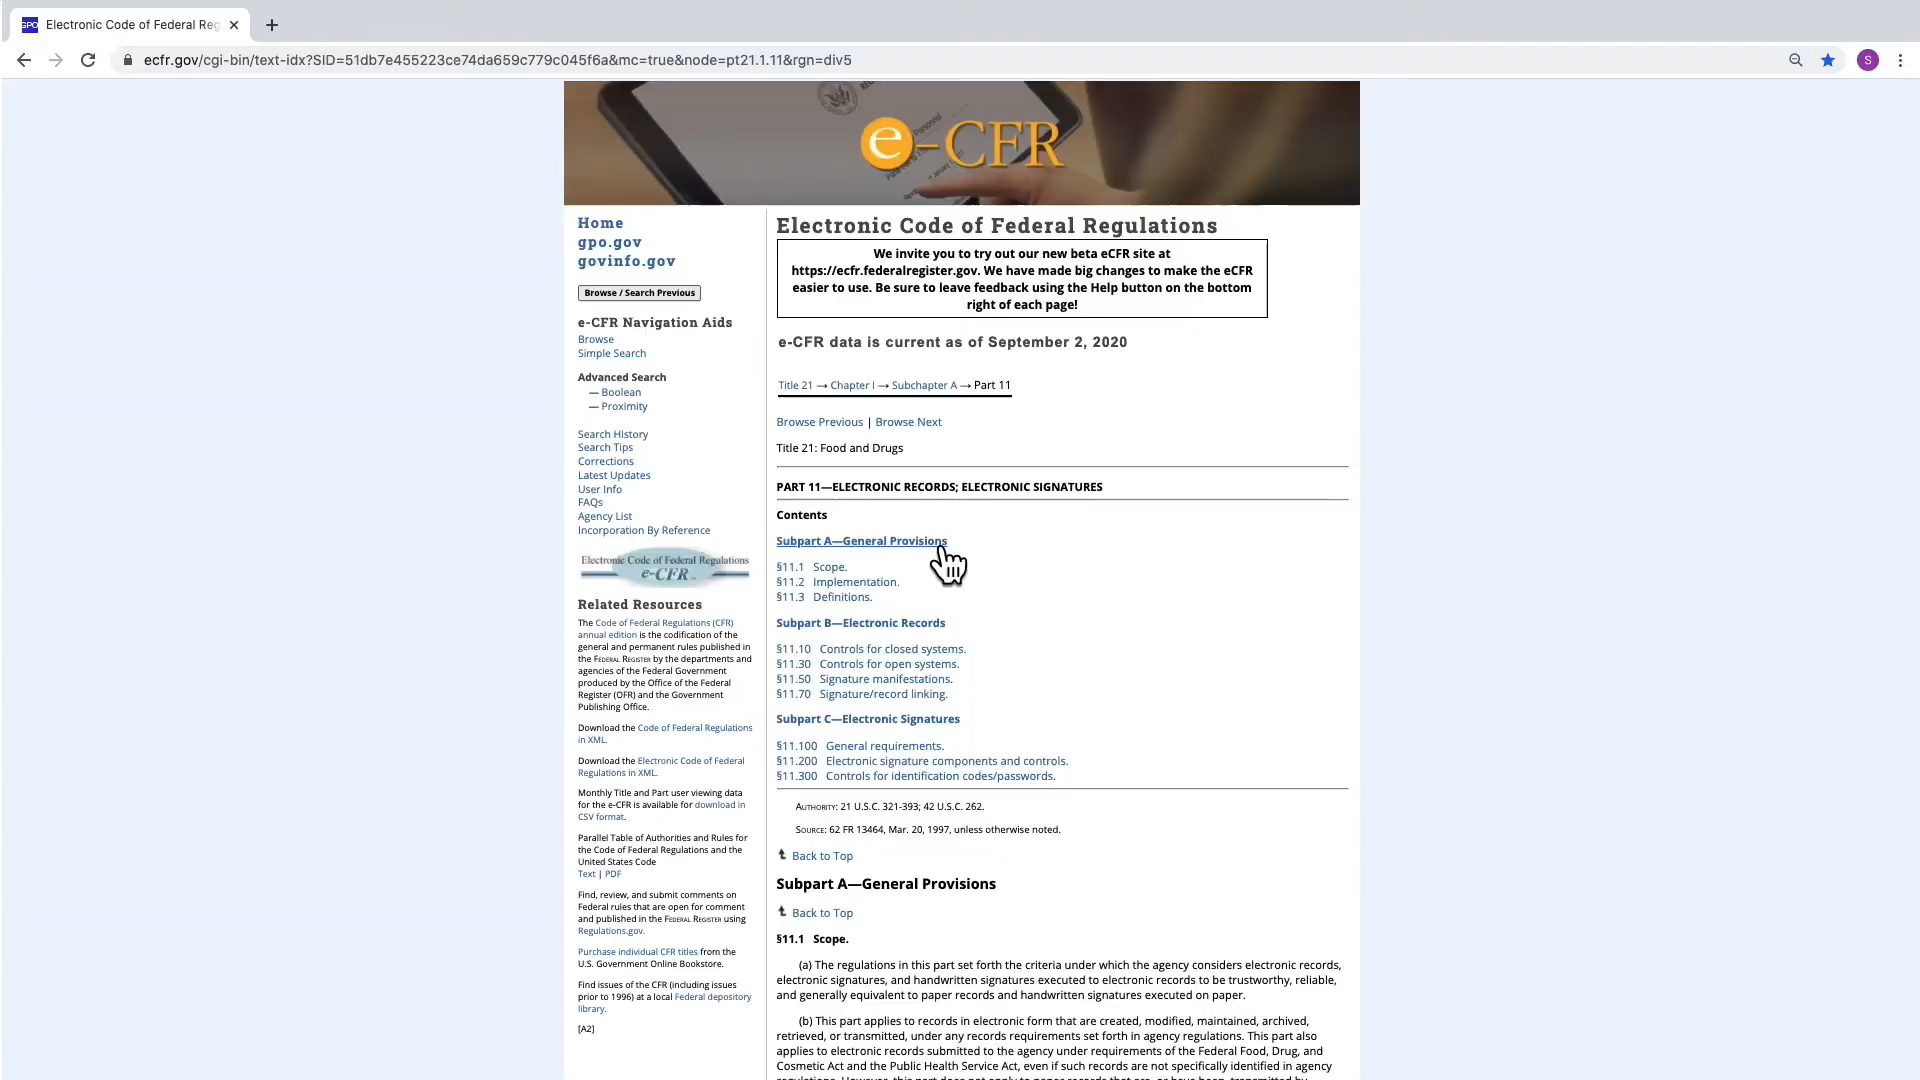 GPO Electronic Code of Federal Reg
ecfr.gov/cgi-bin/text-idx?SID=51db7e455223ce74da659c779c045f6a&mc=true&node=pt21.1.11&rgn=div5
S
e-CFR
Home
gpo.gov
govinfo.gov
Browse / Search Previous
e-CFR Navigation Aids
Browse
Simple Search
Advanced Search
— Boolean
— Proximity
Search History
Search Tips
Corrections
Latest Updates
User Info
FAQs
Agency List
Incorporation By Reference
Electronic Code of Federal Regulations
e-CFR
Related Resources
The Code of Federal Regulations (CFR)
annual edition is the codification of the
general and permanent rules published in
the Federal Register by the departments and
agencies of the Federal Government
produced by the Office of the Federal
Register (OFR) and the Government
Publishing Office.
Download the Code of Federal Regulations
in XML.
Download the Electronic Code of Federal
Regulations in XML.
Monthly Title and Part user viewing data
for the e-CFR is available for download in
CSV format.
Parallel Table of Authorities and Rules for
the Code of Federal Regulations and the
United States Code
Text | PDF
Find, review, and submit comments on
Federal rules that are open for comment
and published in the Federal Register using
Regulations.gov.
Purchase individual CFR titles from the
U.S. Government Online Bookstore.
Find issues of the CFR (including issues
prior to 1996) at a local Federal depository
library.
[A2]
Electronic Code of Federal Regulations
We invite you to try out our new beta eCFR site at
https://ecfr.federalregister.gov. We have made big changes to make the eCFR
easier to use. Be sure to leave feedback using the Help button on the bottom
right of each page!
e-CFR data is current as of September 2, 2020
Title 21 → Chapter I → Subchapter A → Part 11
Browse Previous | Browse Next
Title 21: Food and Drugs
PART 11—ELECTRONIC RECORDS; ELECTRONIC SIGNATURES
Contents
Subpart A—General Provisions
§11.1 Scope.
§11.2 Implementation.
§11.3 Definitions.
Subpart B—Electronic Records
§11.10 Controls for closed systems.
§11.30 Controls for open systems.
§11.50 Signature manifestations.
§11.70 Signature/record linking.
Subpart C—Electronic Signatures
§11.100 General requirements.
§11.200 Electronic signature components and controls.
§11.300 Controls for identification codes/passwords.
Authority: 21 U.S.C. 321-393; 42 U.S.C. 262.
Source: 62 FR 13464, Mar. 20, 1997, unless otherwise noted.
Back to Top
Subpart A—General Provisions
Back to Top
§11.1 Scope.
(a) The regulations in this part set forth the criteria under which the agency considers electronic records,
electronic signatures, and handwritten signatures executed to electronic records to be trustworthy, reliable,
and generally equivalent to paper records and handwritten signatures executed on paper.
(b) This part applies to records in electronic form that are created, modified, maintained, archived,
retrieved, or transmitted, under any records requirements set forth in agency regulations. This part also
applies to electronic records submitted to the agency under requirements of the Federal Food, Drug, and
Cosmetic Act and the Public Health Service Act, even if such records are not specifically identified in agency